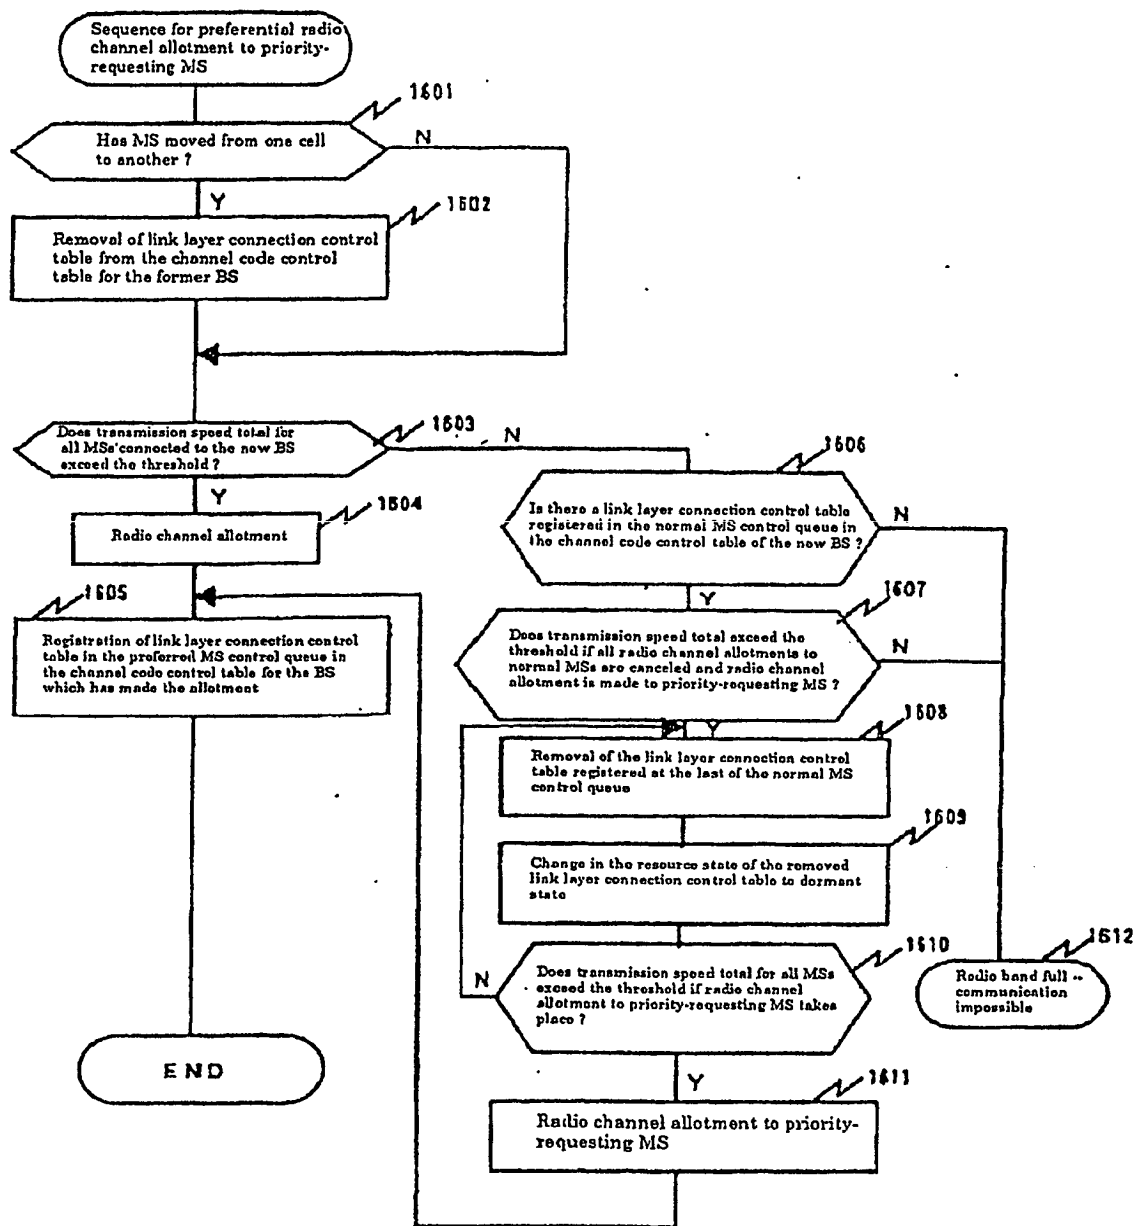 Sequence for preferential radio
channel allotment to priority-
requesting MS
1601
Has MS moved from one cell
to another ?
N
Y
1602
Removal of link layer connection control
table from the channel code control
table for the former BS
1603
Does transmission speed total for
all MSs connected to the now BS
exceed the threshold ?
N
Y
1604
Radio channel allotment
1605
Registration of link layer connection control
table in the preferred MS control queue in
the channel code control table for the BS
which has made the allotment
END
1606
Is there a link layer connection control table
registered in the normal MS control queue in
the channel code control table of the now BS ?
N
Y
1607
Does transmission speed total exceed the
threshold if all radio channel allotments to
normal MSs are canceled and radio channel
allotment is made to priority-requesting MS ?
N
Y
1608
Removal of the link layer connection control
table registered at the last of the normal MS
control queue
1609
Change in the resource state of the removed
link layer connection control table to dormant
state
1610
Does transmission speed total for all MSs
exceed the threshold if radio channel
allotment to priority-requesting MS takes
place ?
N
Y
1611
Radio channel allotment to priority-
requesting MS
1612
Radio band full --
communication
impossible